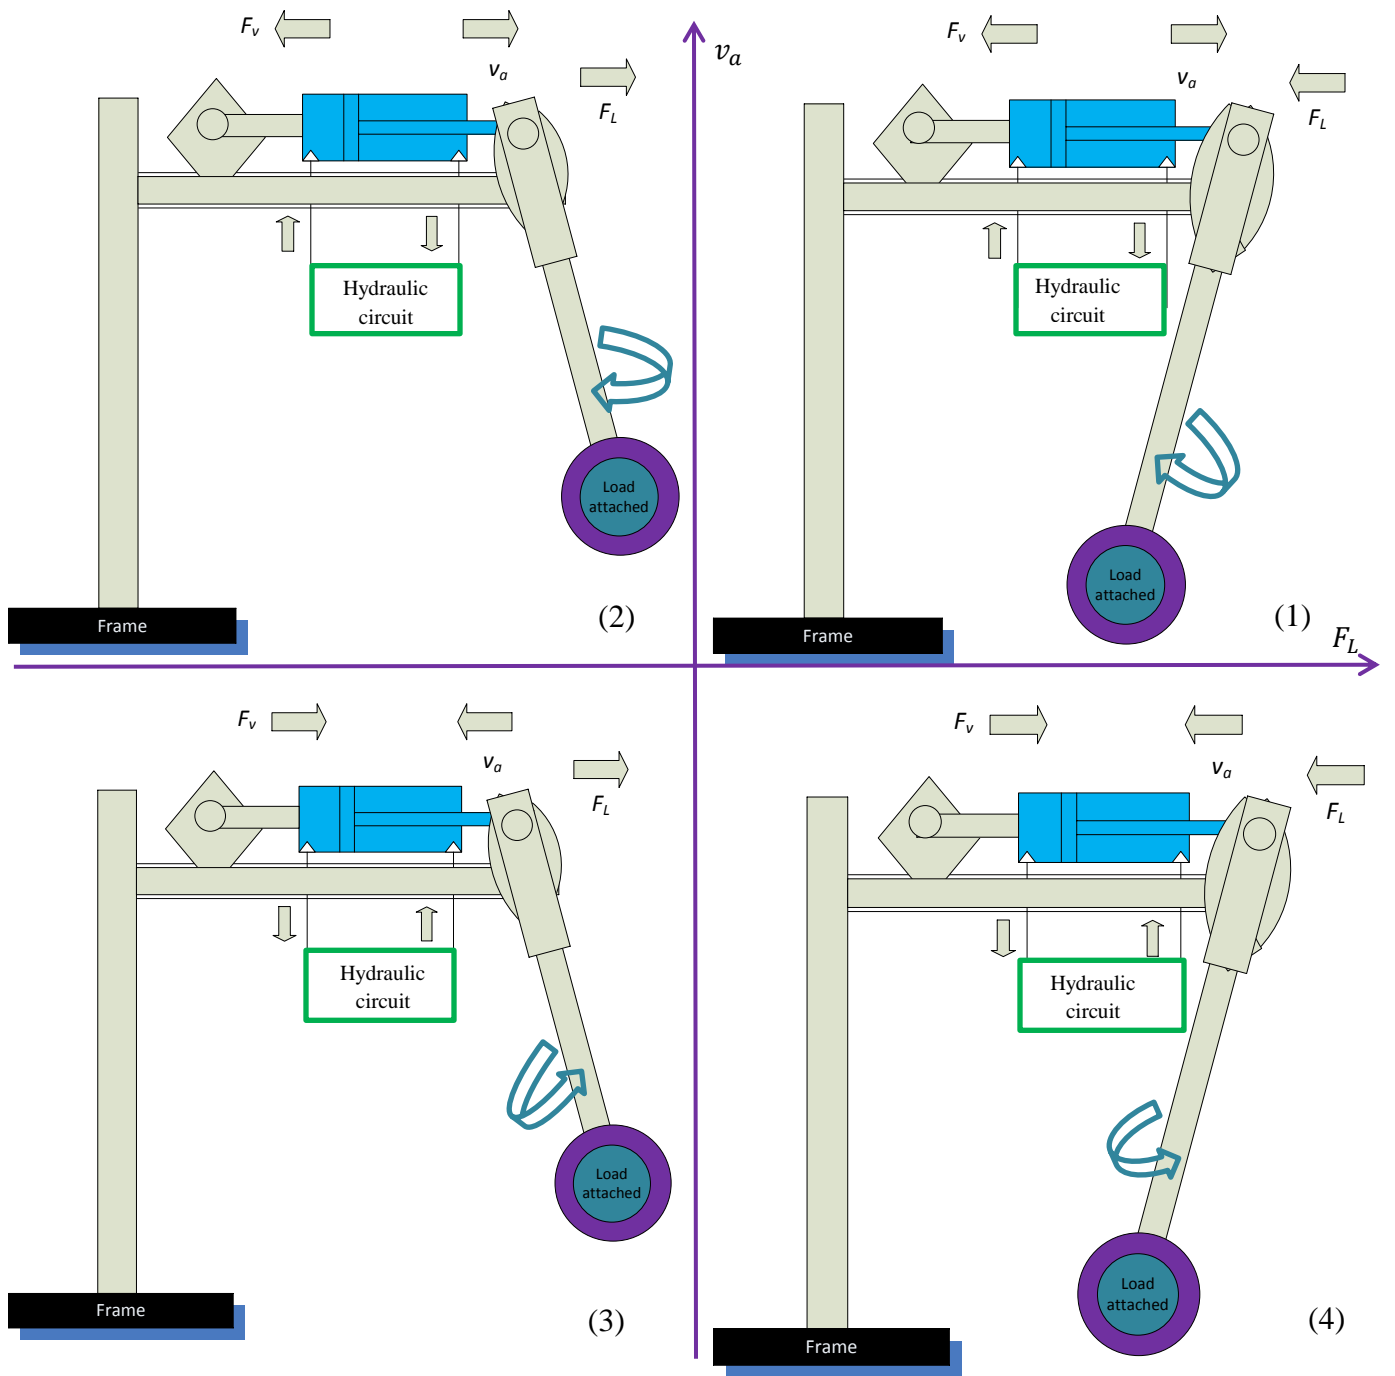 F_v
v_a
F_L
Hydraulic
circuit
Load
attached
Frame
(2)
v_a
F_v
v_a
F_L
Hydraulic
circuit
Load
attached
Frame
(1)
F_L
F_v
v_a
F_L
Hydraulic
circuit
Load
attached
Frame
(3)
F_v
v_a
F_L
Hydraulic
circuit
Load
attached
Frame
(4)